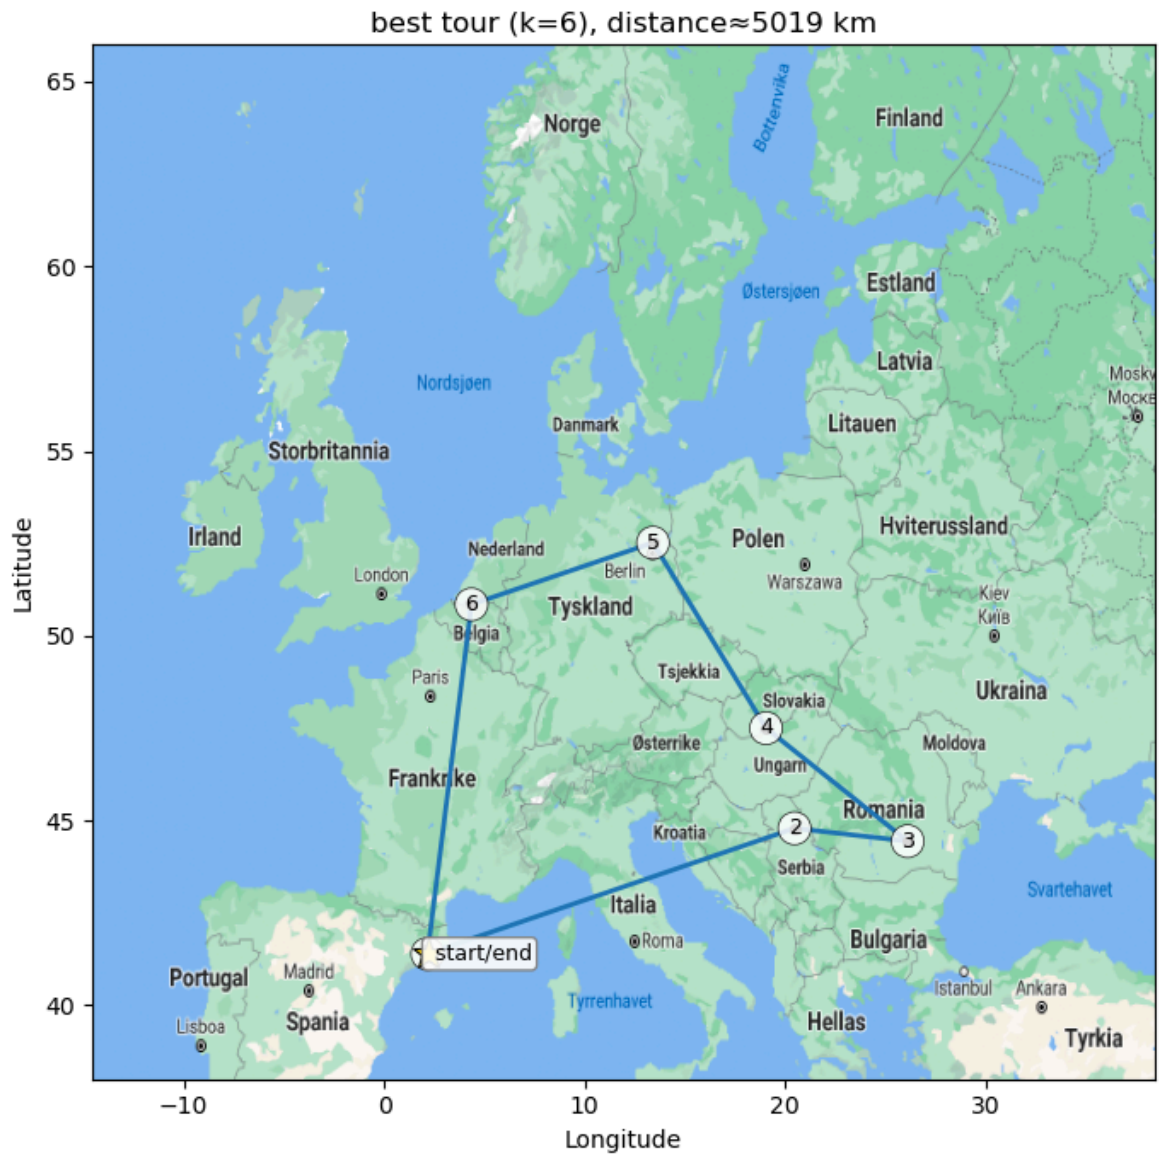 best tour (k=6), distance≈5019 km
65
60
55
50
45
40
Latitude
−10
0
10
20
30
Longitude
Norge
Bottenvika
Finland
Østersjøen
Estland
Latvia
Nordsjøen
Mosky
Москв
Danmark
Litauen
Storbritannia
Irland
Nederland
5
Polen
Hviterussland
London
Berlin
Warszawa
6
Tyskland
Kiev
Київ
Belgia
Paris
Tsjekkia
Slovakia
Ukraina
4
Østerrike
Moldova
Ungarn
Frankrike
Romania
2
3
Kroatia
Serbia
Svartehavet
Italia
Roma
start/end
Bulgaria
Portugal
Madrid
Istanbul
Ankara
Tyrrenhavet
Lisboa
Spania
Hellas
Tyrkia